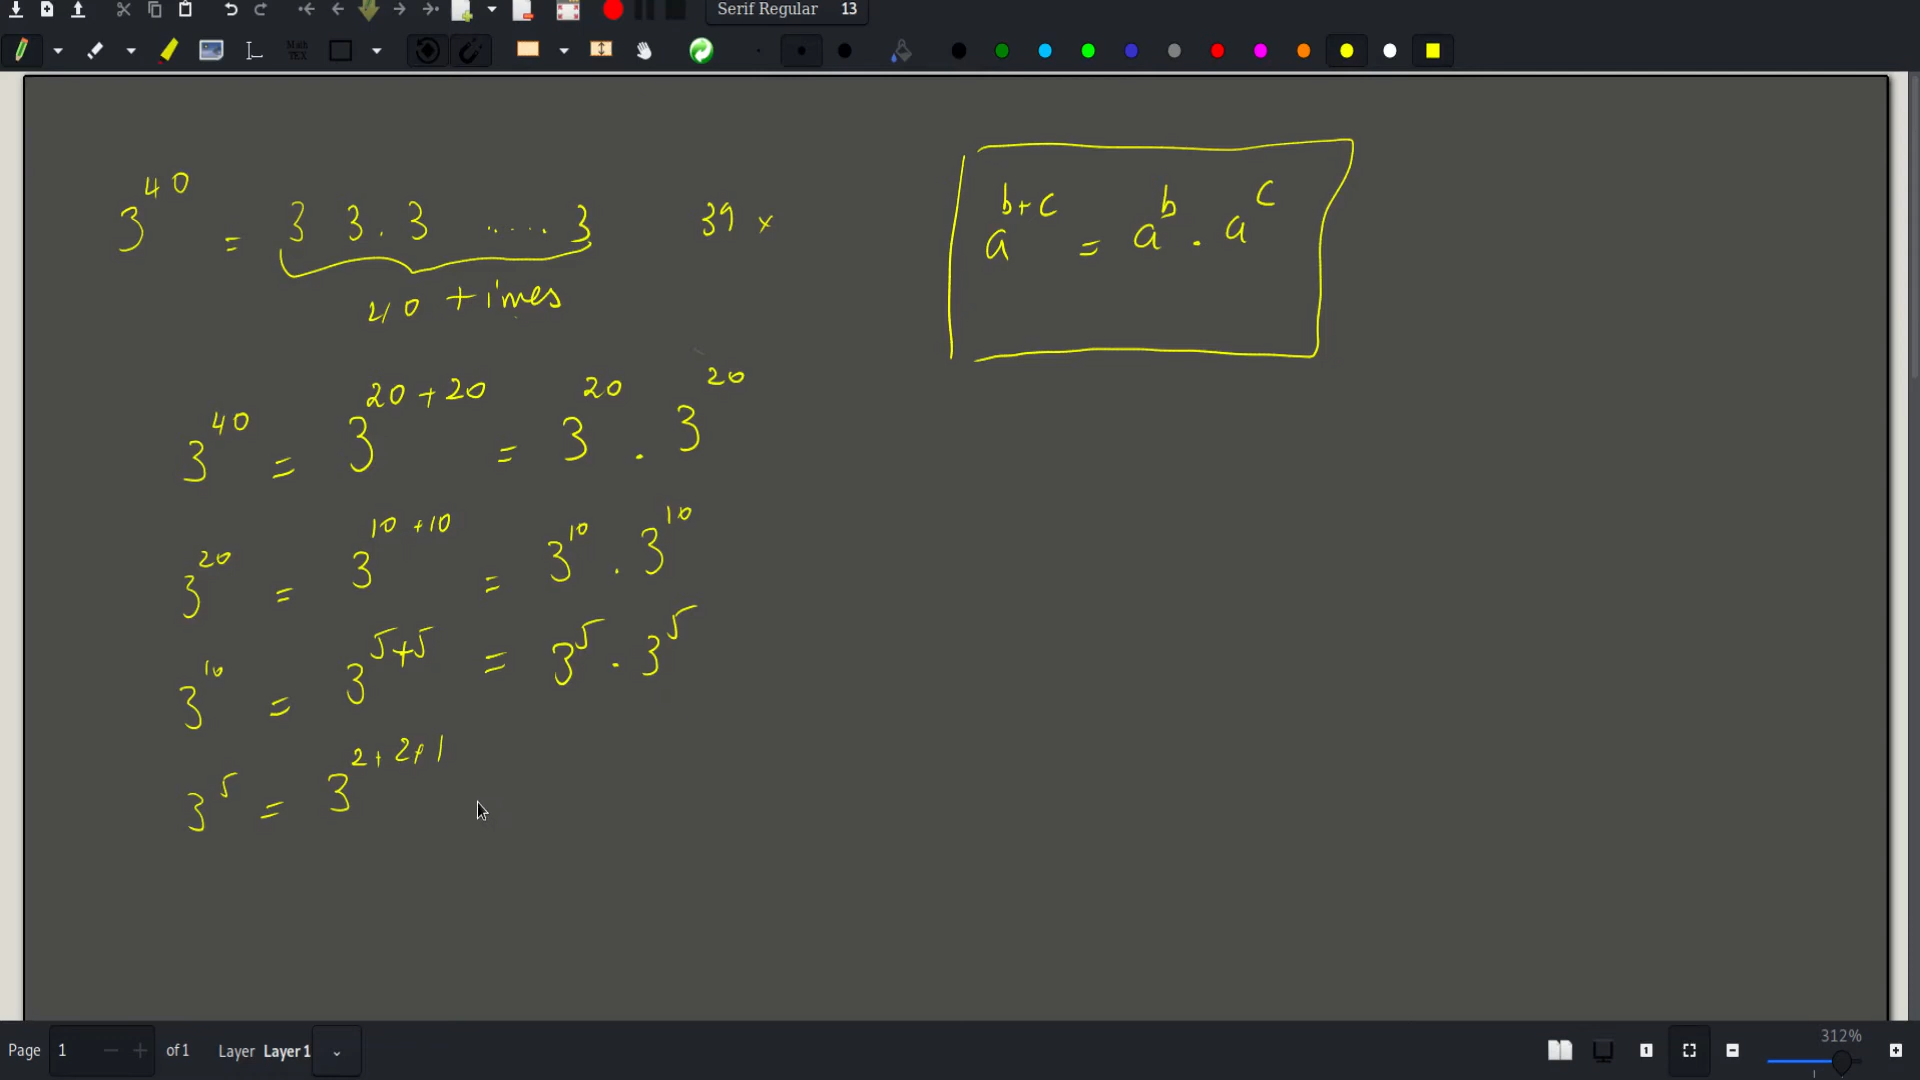 Serif Regular 13
3^40 = 3 3 . 3 ..... 3 39 ×
40 times
a^(b+c) = a^b . a^c
3^40 = 3^(20+20) = 3^20 . 3^20
3^20 = 3^(10+10) = 3^10 . 3^10
3^10 = 3^(5+5) = 3^5 . 3^5
3^5 = 3^(2+2+1)
Page 1 of 1 Layer Layer 1 312%